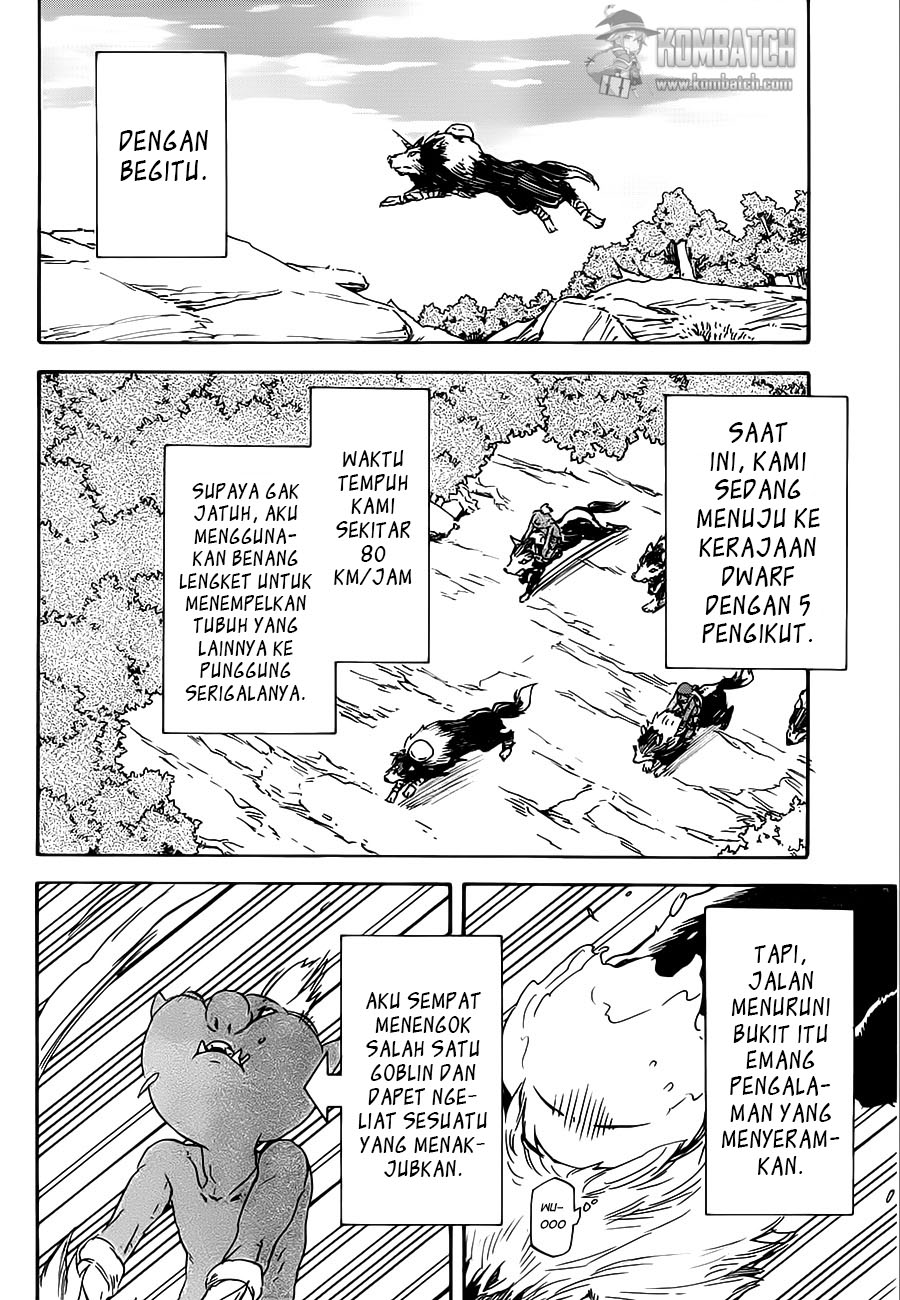 KOMBATCH
www.kombatch.com
DENGAN
BEGITU.
SAAT
INI, KAMI
SEDANG
MENUJU KE
KERAJAAN
DWARF
DENGAN 5
PENGIKUT.
WAKTU
TEMPUH
KAMI
SEKITAR
80
KM/JAM
SUPAYA GAK
JATUH, AKU
MENGGUNA-
KAN BENANG
LENGKET UNTUK
MENEMPELKAN
TUBUH YANG
LAINNYA KE
PUNGGUNG
SERIGALANYA.
TAPI,
JALAN
MENURUNI
BUKIT ITU
EMANG
PENGALA-
MAN YANG
MENYERAM-
KAN.
WU-
OOO
AKU SEMPAT
MENENGOK
SALAH SATU
GOBLIN DAN
DAPET NGE-
LIAT SESUATU
YANG MENAK-
JUBKAN.